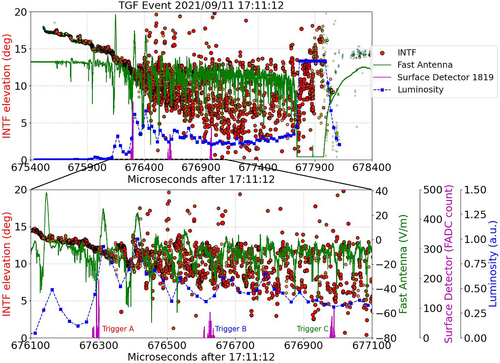 TGF Event 2021/09/11 17:11:12
20
15
10
5
0
INTF elevation (deg)
675400 675900 676400 676900 677400 677900 678400
Microseconds after 17:11:12
INTF
Fast Antenna
Surface Detector 1819
Luminosity
20
15
10
5
0
INTF elevation (deg)
Trigger A
Trigger B
Trigger C
676100 676300 676500 676700 676900 677100
Microseconds after 17:11:12
40
20
0
−20
−40
−60
−80
Fast Antenna (V/m)
500
400
300
200
100
0
Surface Detector (FADC count)
1.50
1.25
1.00
0.75
0.50
0.25
0.00
Luminosity (a.u.)